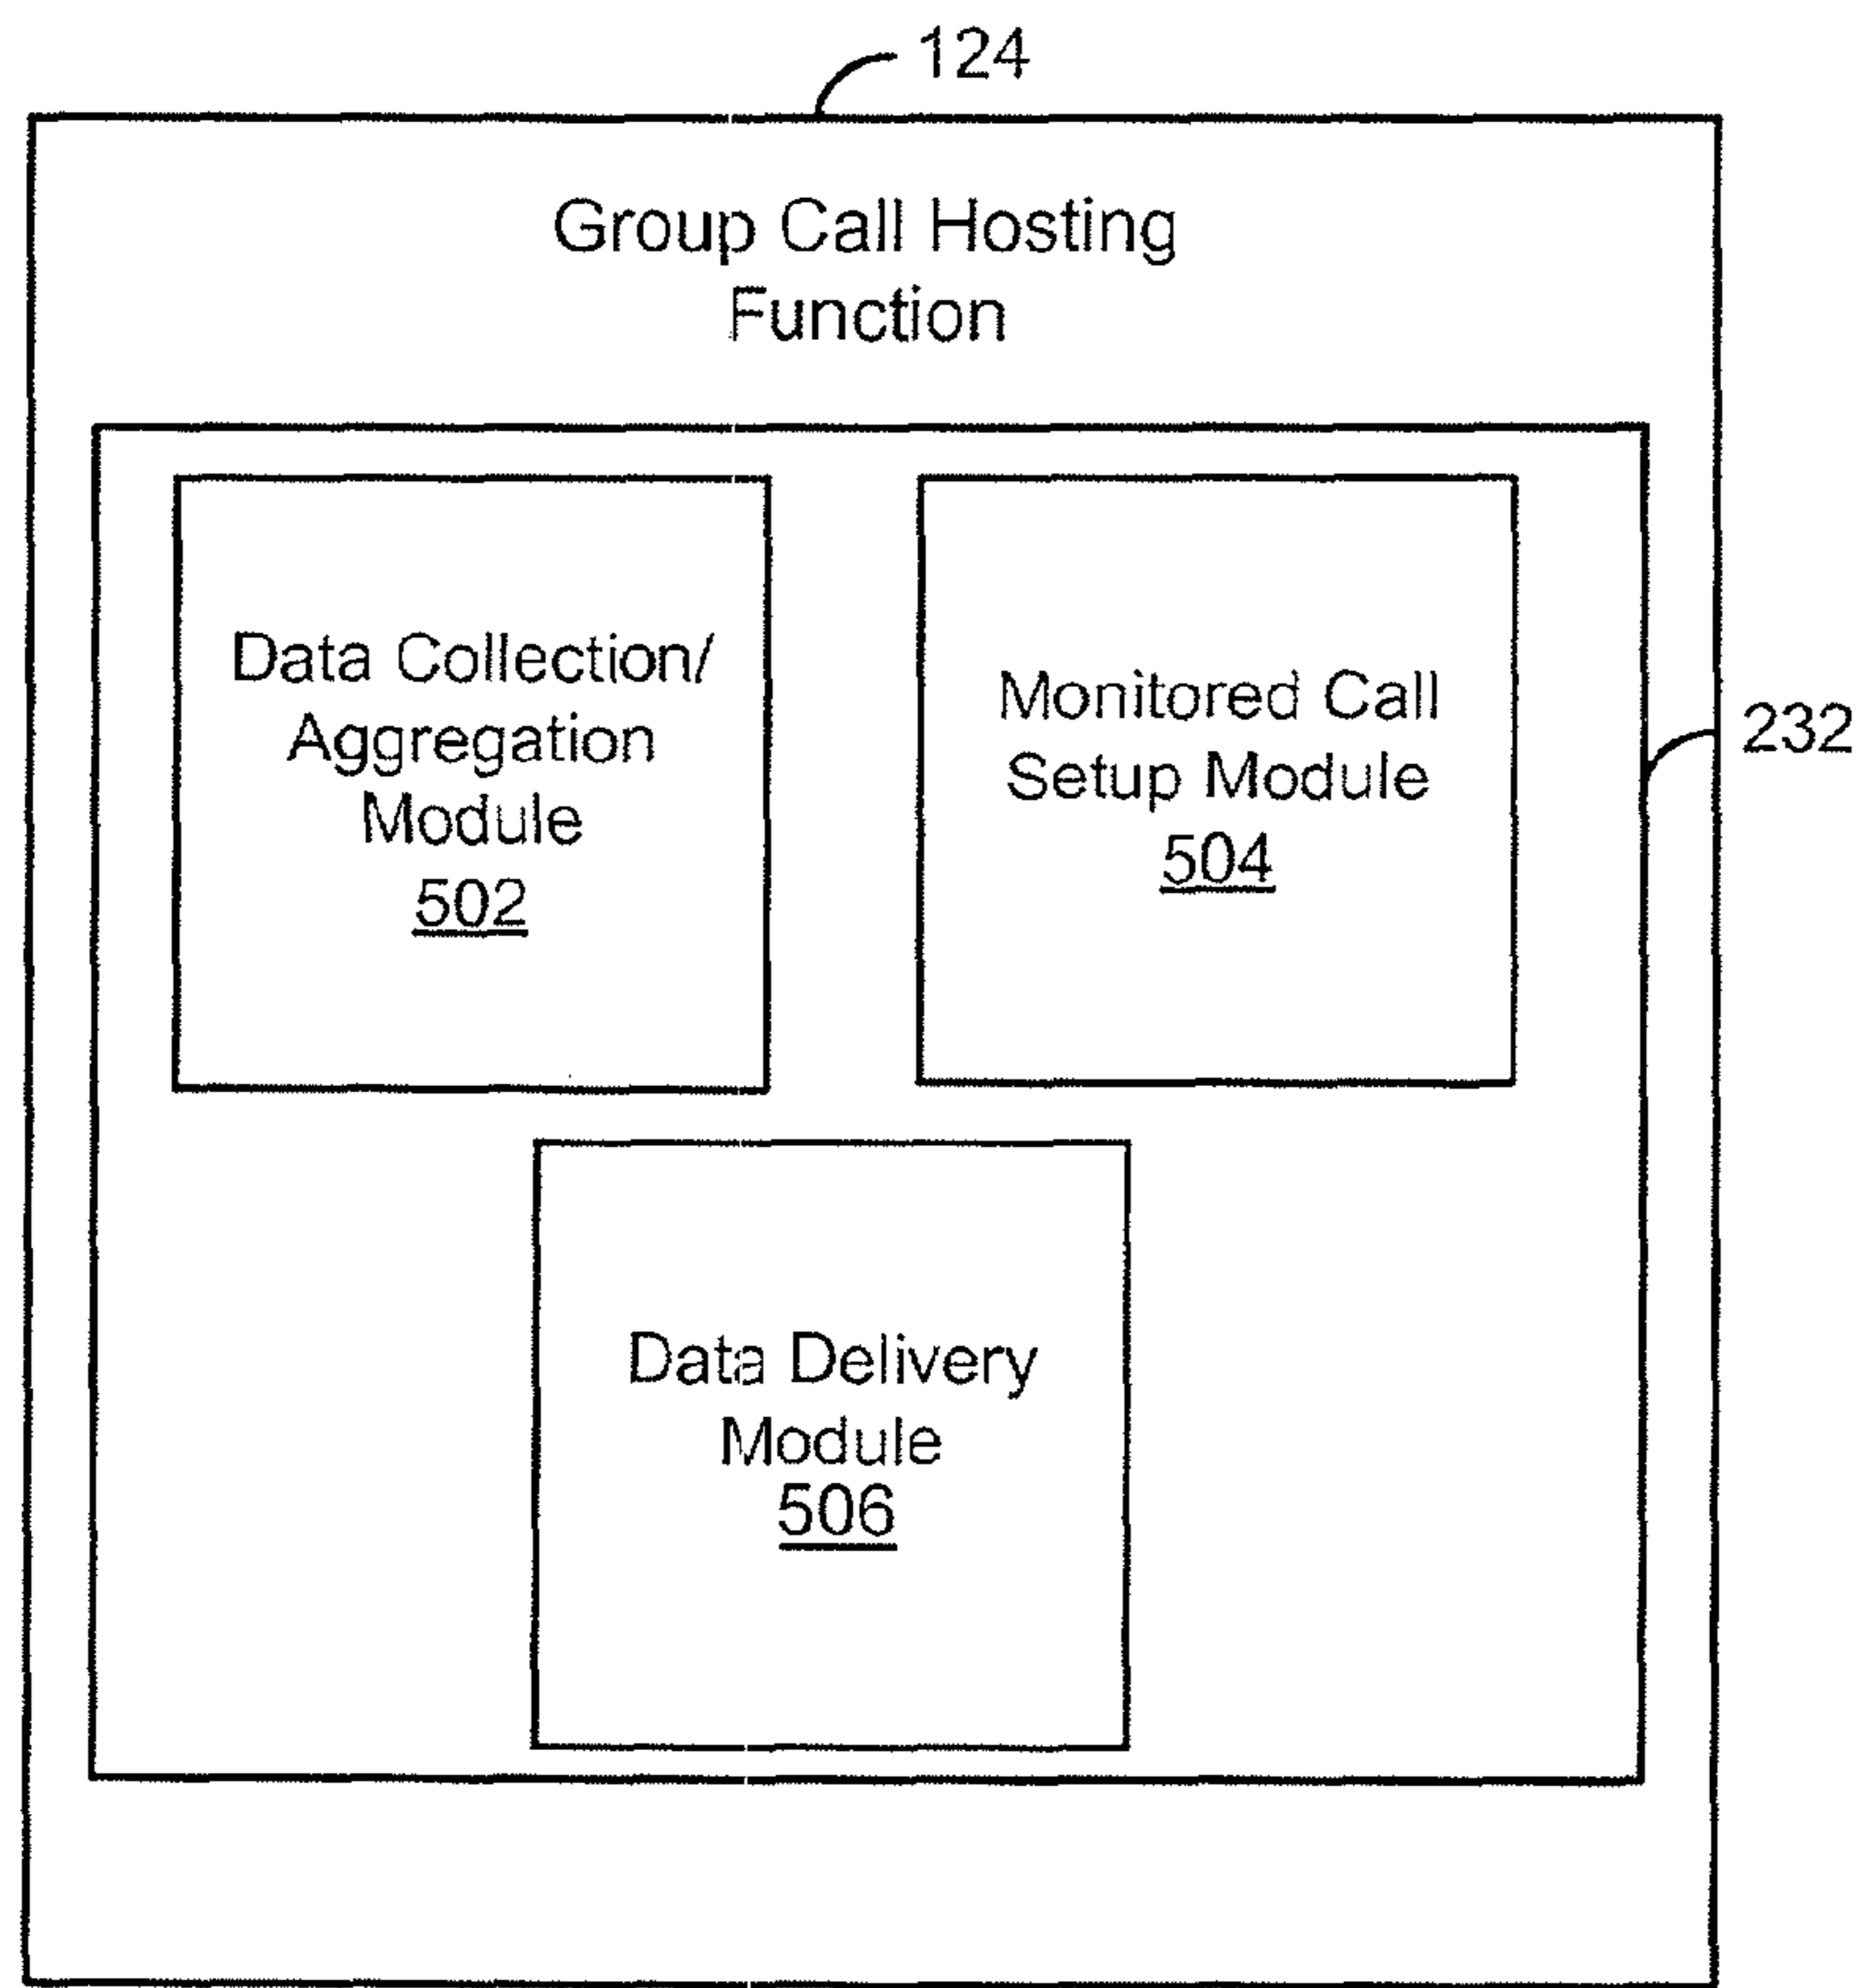 124
Group Call Hosting
Function
Data Collection/
Aggregation
Module
502
Monitored Call
Setup Module
504
232
Data Delivery
Module
506